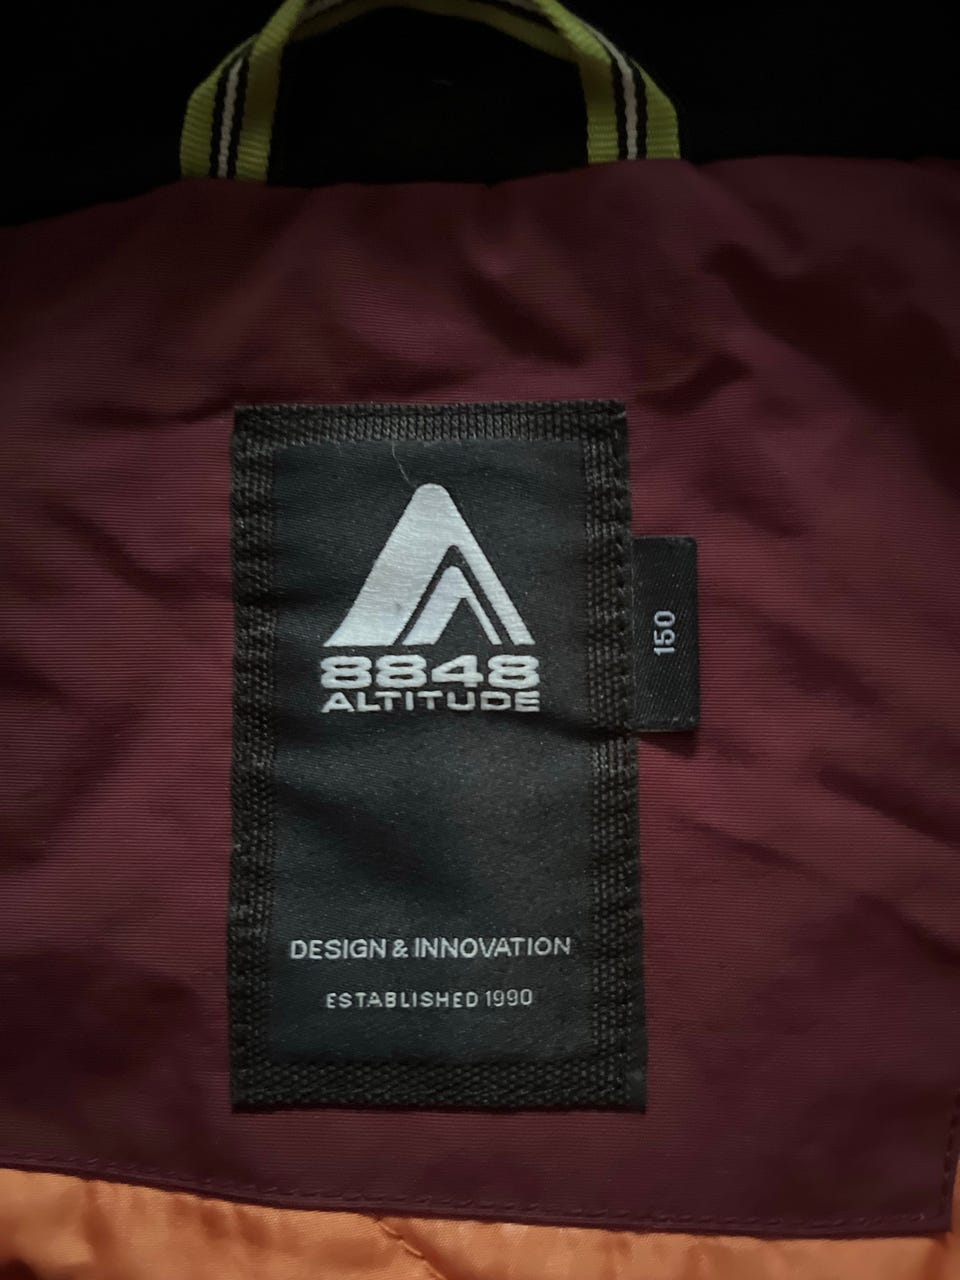 8848
ALTITUDE
150
DESIGN & INNOVATION
ESTABLISHED 1990